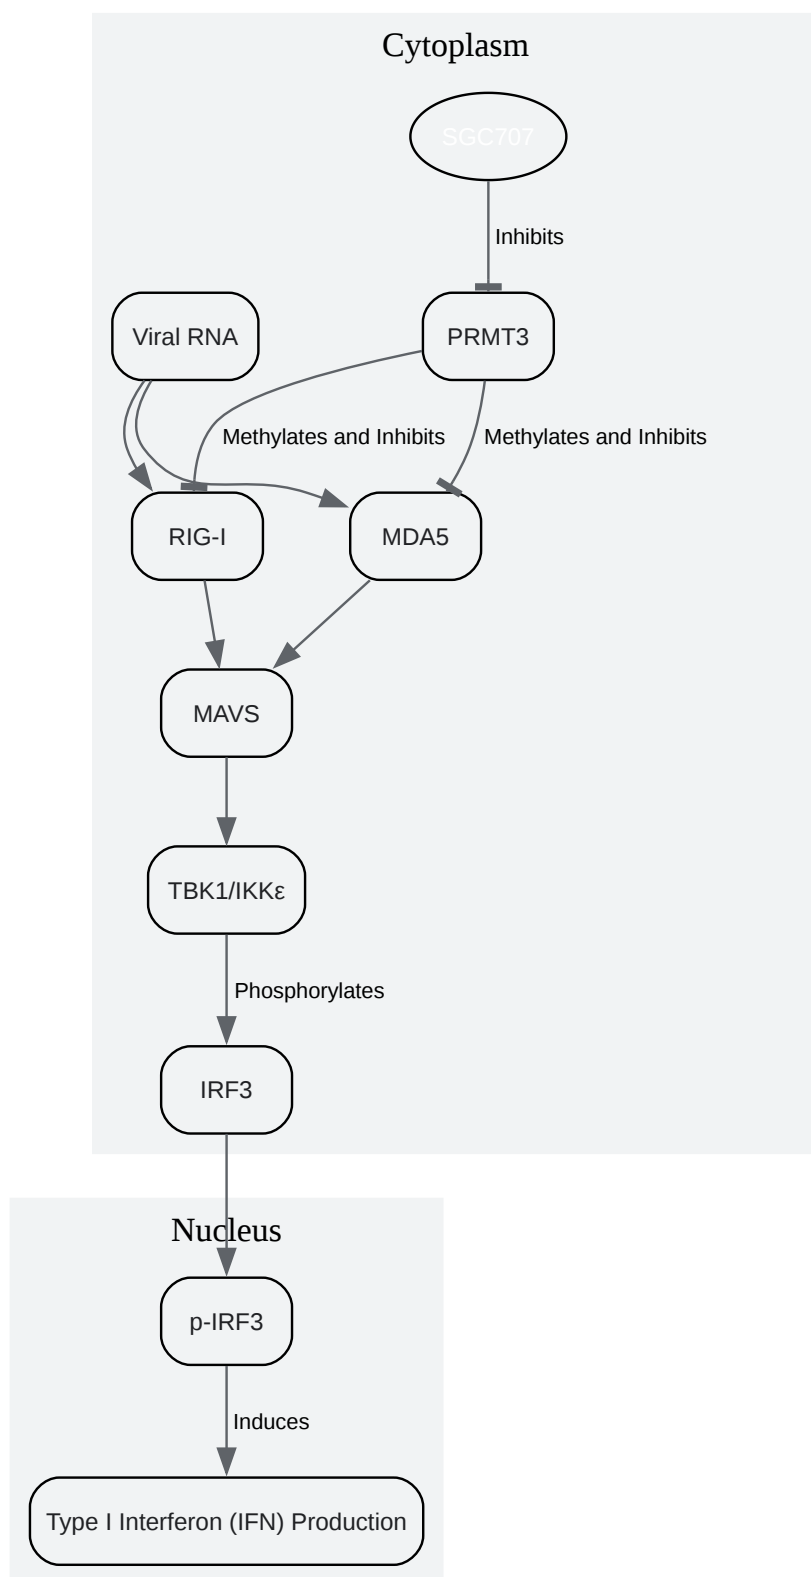 Cytoplasm
SGC707
Inhibits
Viral RNA
PRMT3
Methylates and Inhibits
Methylates and Inhibits
RIG-I
MDA5
MAVS
TBK1/IKKε
Phosphorylates
IRF3
Nucleus
p-IRF3
Induces
Type I Interferon (IFN) Production